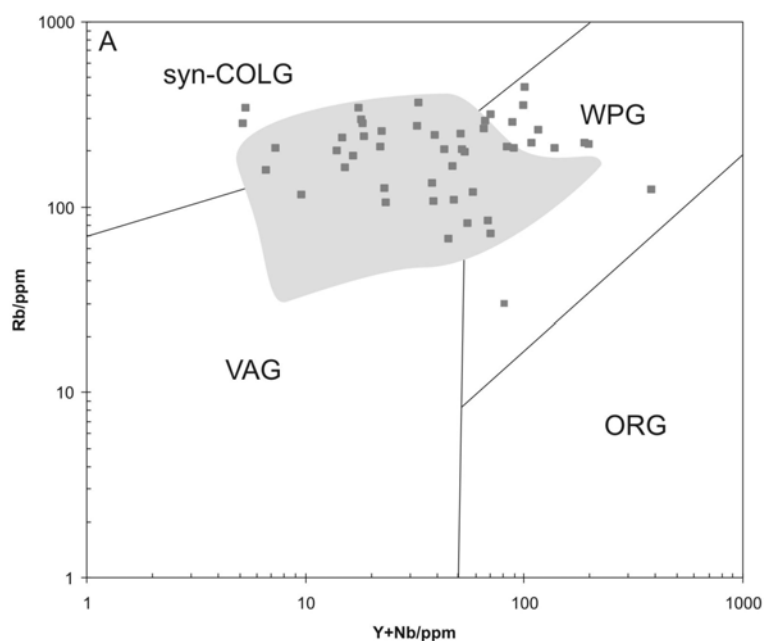 1000
A
syn-COLG
WPG
100
Rb/ppm
VAG
10
ORG
1
1
10
100
1000
Y+Nb/ppm